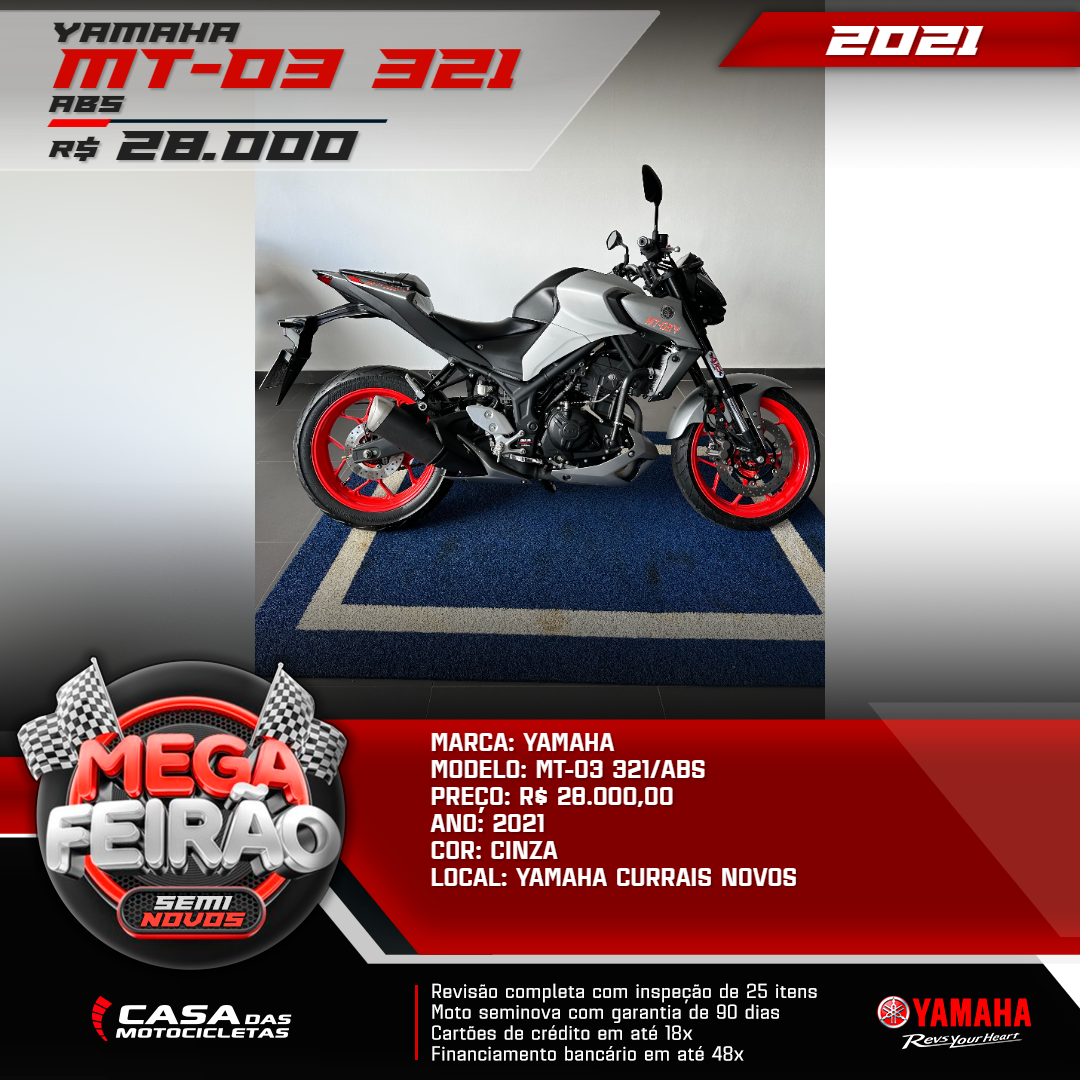 YAMAHA
MT-03 321
ABS
R$ 28.000
2021
MT-03
MEGA
FEIRÃO
SEMI
NOVOS
MARCA: YAMAHA
MODELO: MT-03 321/ABS
PREÇO: R$ 28.000,00
ANO: 2021
COR: CINZA
LOCAL: YAMAHA CURRAIS NOVOS
CASA DAS
MOTOCICLETAS
Revisão completa com inspeção de 25 itens
Moto seminova com garantia de 90 dias
Cartões de crédito em até 18x
Financiamento bancário em até 48x
YAMAHA
Revs Your Heart